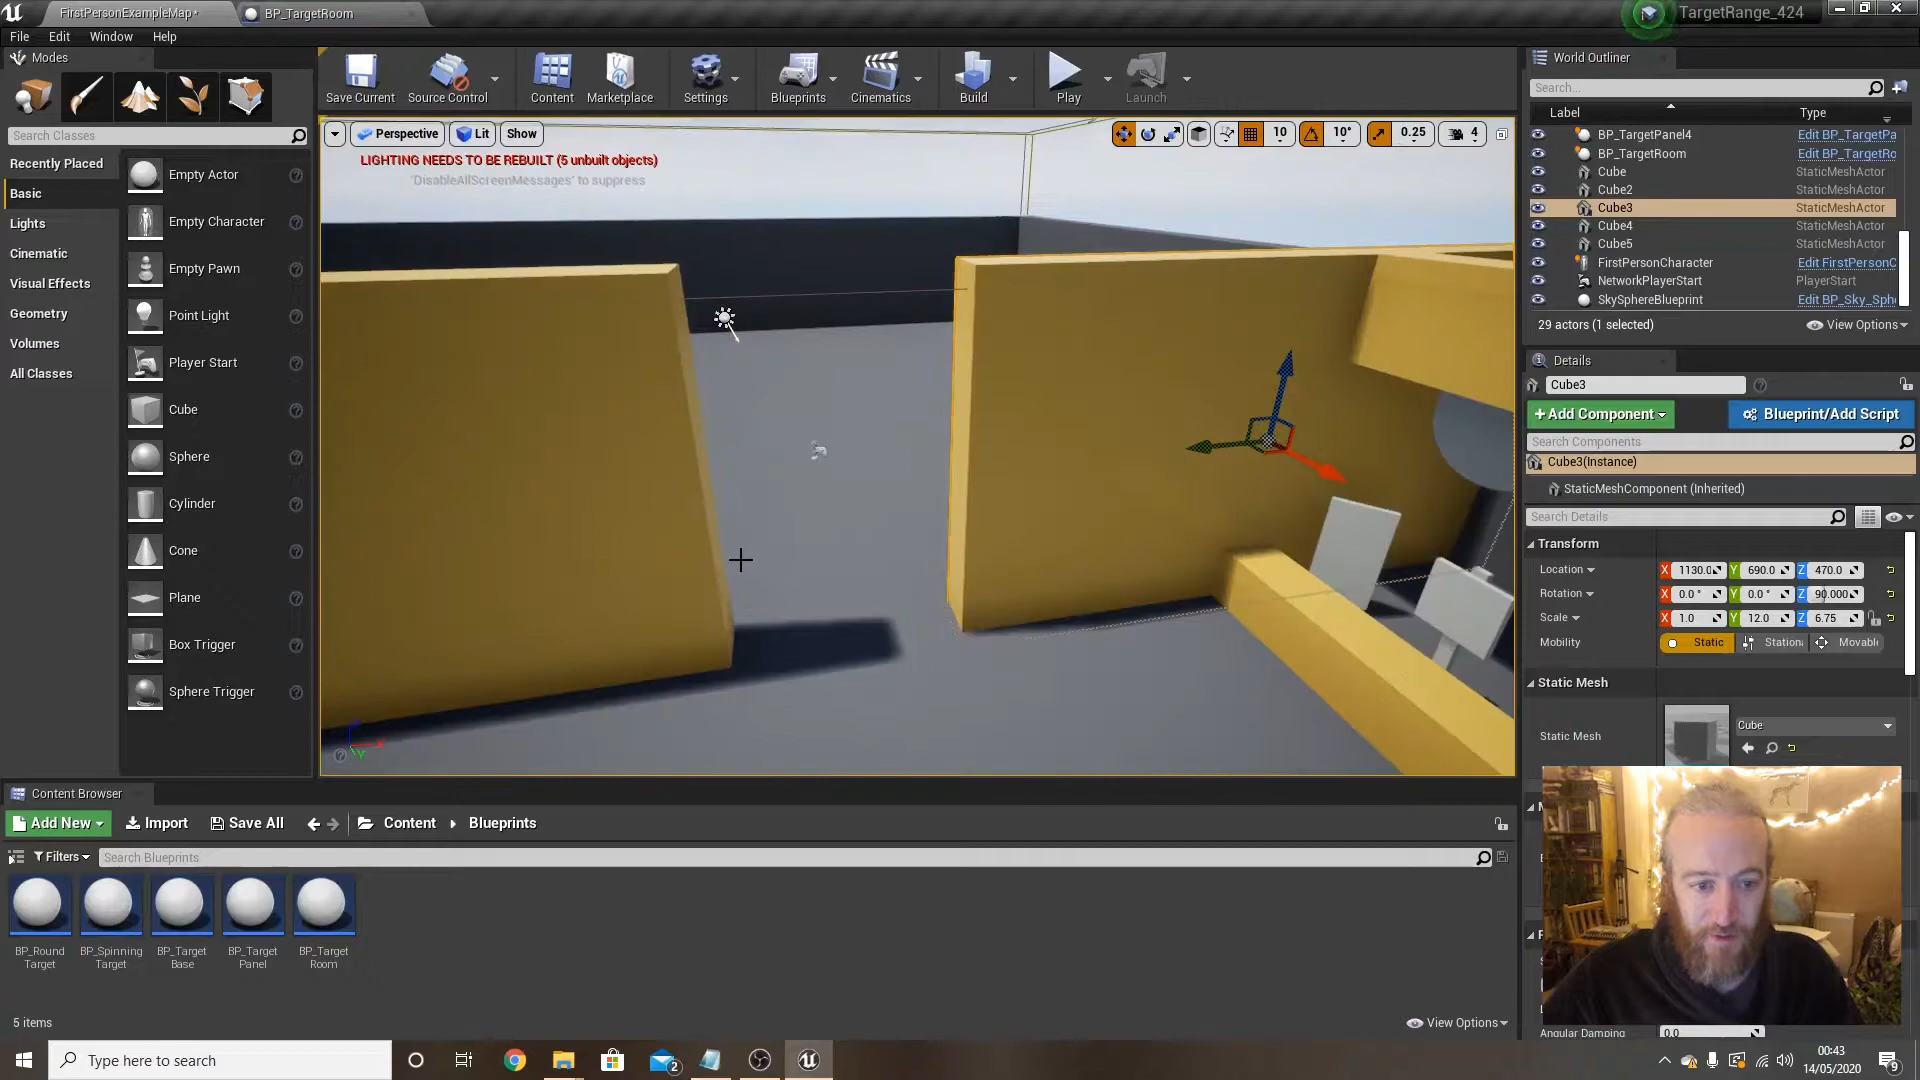 FirstPersonExampleMap*
BP_TargetRoom
TargetRange_424
File Edit Window Help
Modes
Search Classes
Recently Placed
Basic
Lights
Cinematic
Visual Effects
Geometry
Volumes
All Classes
Empty Actor
Empty Character
Empty Pawn
Point Light
Player Start
Cube
Sphere
Cylinder
Cone
Plane
Box Trigger
Sphere Trigger
Save Current Source Control Content Marketplace Settings Blueprints Cinematics Build Play Launch
Perspective Lit Show
10 10° 0.25 4
LIGHTING NEEDS TO BE REBUILT (5 unbuilt objects)
'DisableAllScreenMessages' to suppress
World Outliner
Search...
Label Type
BP_TargetPanel4 Edit BP_TargetPa
BP_TargetRoom Edit BP_TargetRo
Cube StaticMeshActor
Cube2 StaticMeshActor
Cube3 StaticMeshActor
Cube4 StaticMeshActor
Cube5 StaticMeshActor
FirstPersonCharacter Edit FirstPersonC
NetworkPlayerStart PlayerStart
SkySphereBlueprint Edit BP_Sky_Sphe
29 actors (1 selected) View Options
Details
Cube3
+Add Component Blueprint/Add Script
Search Components
Cube3(Instance)
StaticMeshComponent (Inherited)
Search Details
Transform
Location X 1130.0 Y 690.0 Z 470.0
Rotation X 0.0 ° Y 0.0 ° Z 90.000
Scale X 1.0 Y 12.0 Z 6.75
Mobility Static Station Movabl
Static Mesh
Static Mesh Cube
Angular Damping 0.0
Content Browser
Add New Import Save All Content Blueprints
Filters Search Blueprints
BP_Round
Target
BP_Spinning
Target
BP_Target
Base
BP_Target
Panel
BP_Target
Room
5 items View Options
Type here to search
2
00:43
14/05/2020
9